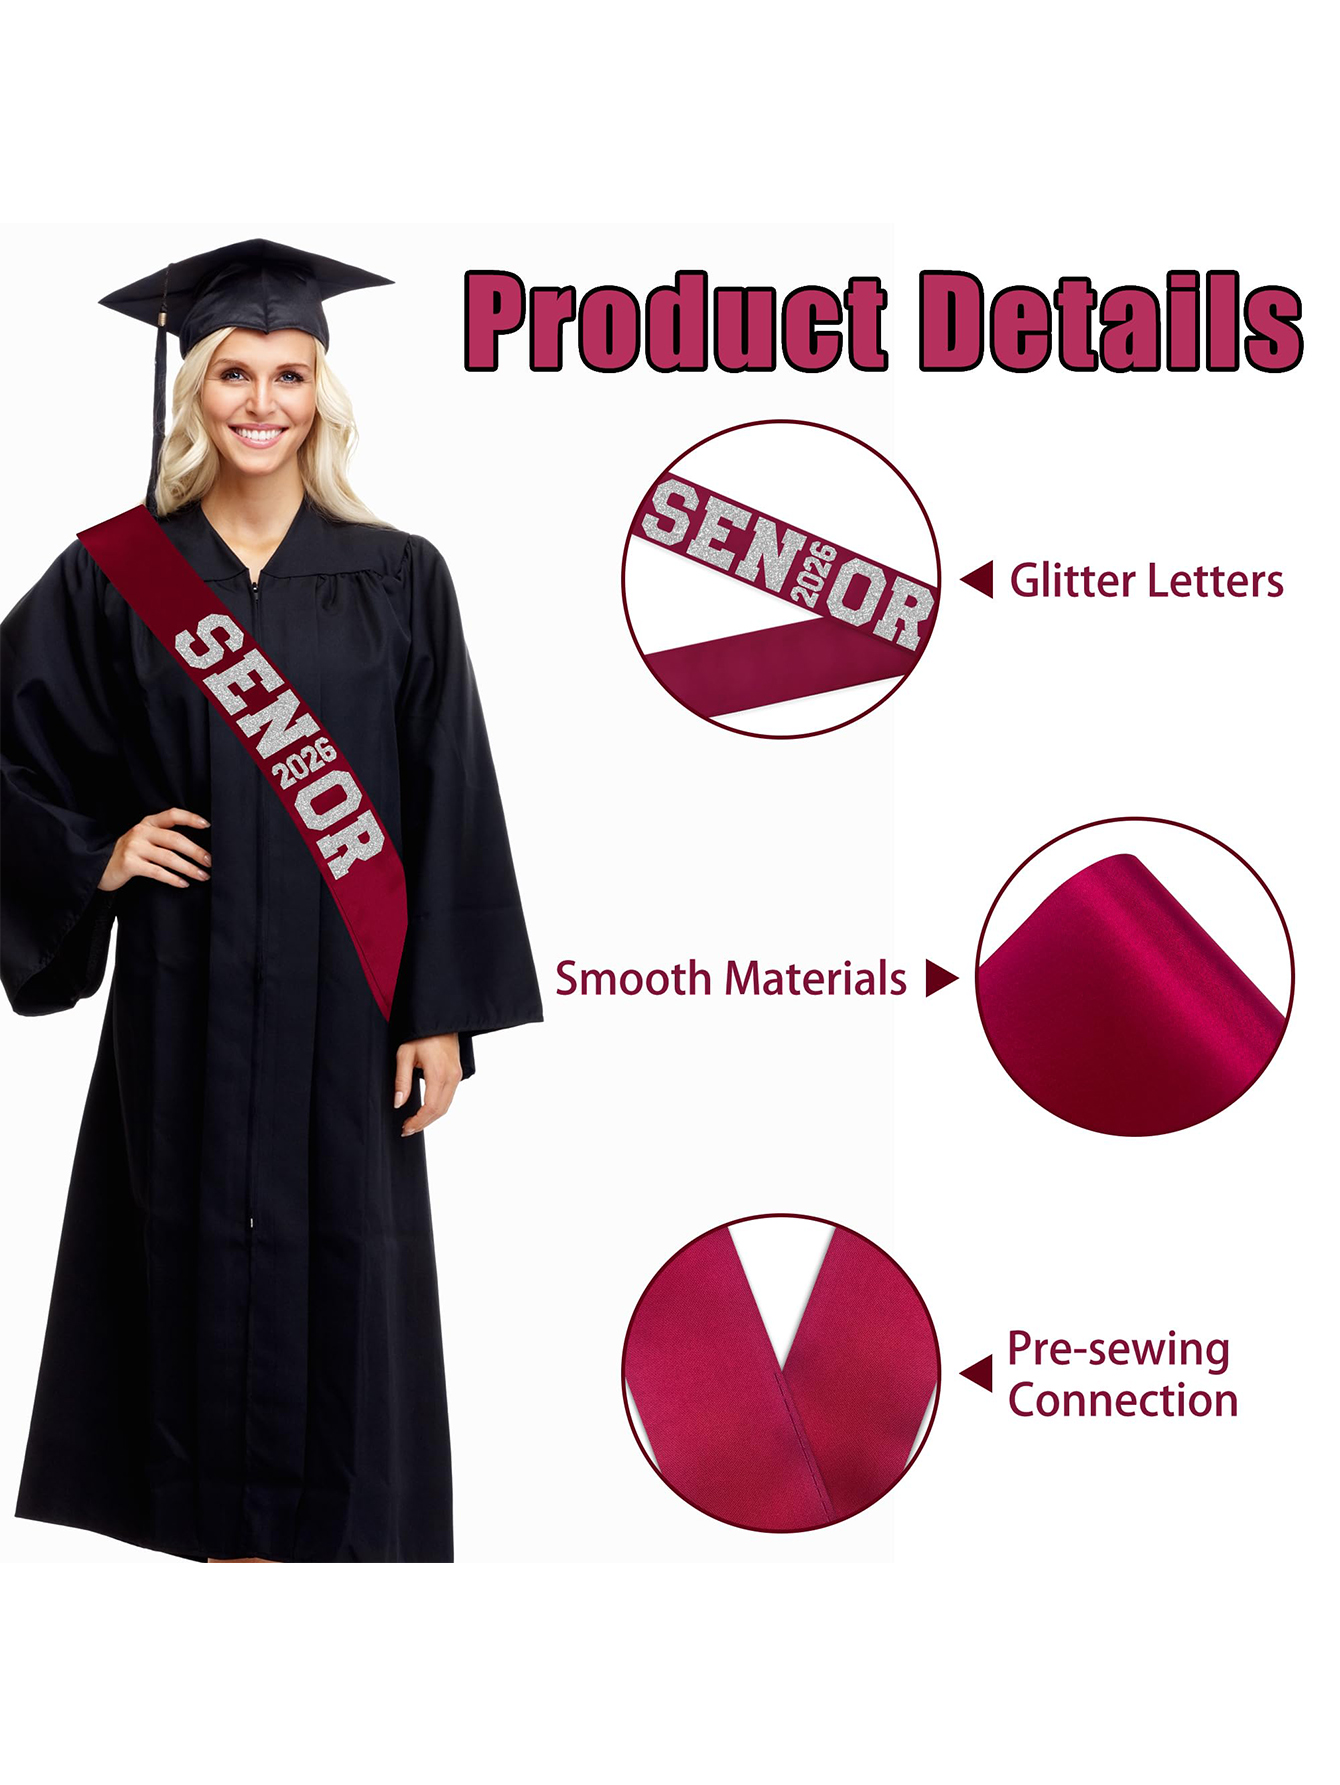 Product Details
SENIOR
2026
Glitter Letters
SENIOR
2026
Smooth Materials
Pre-sewing
Connection